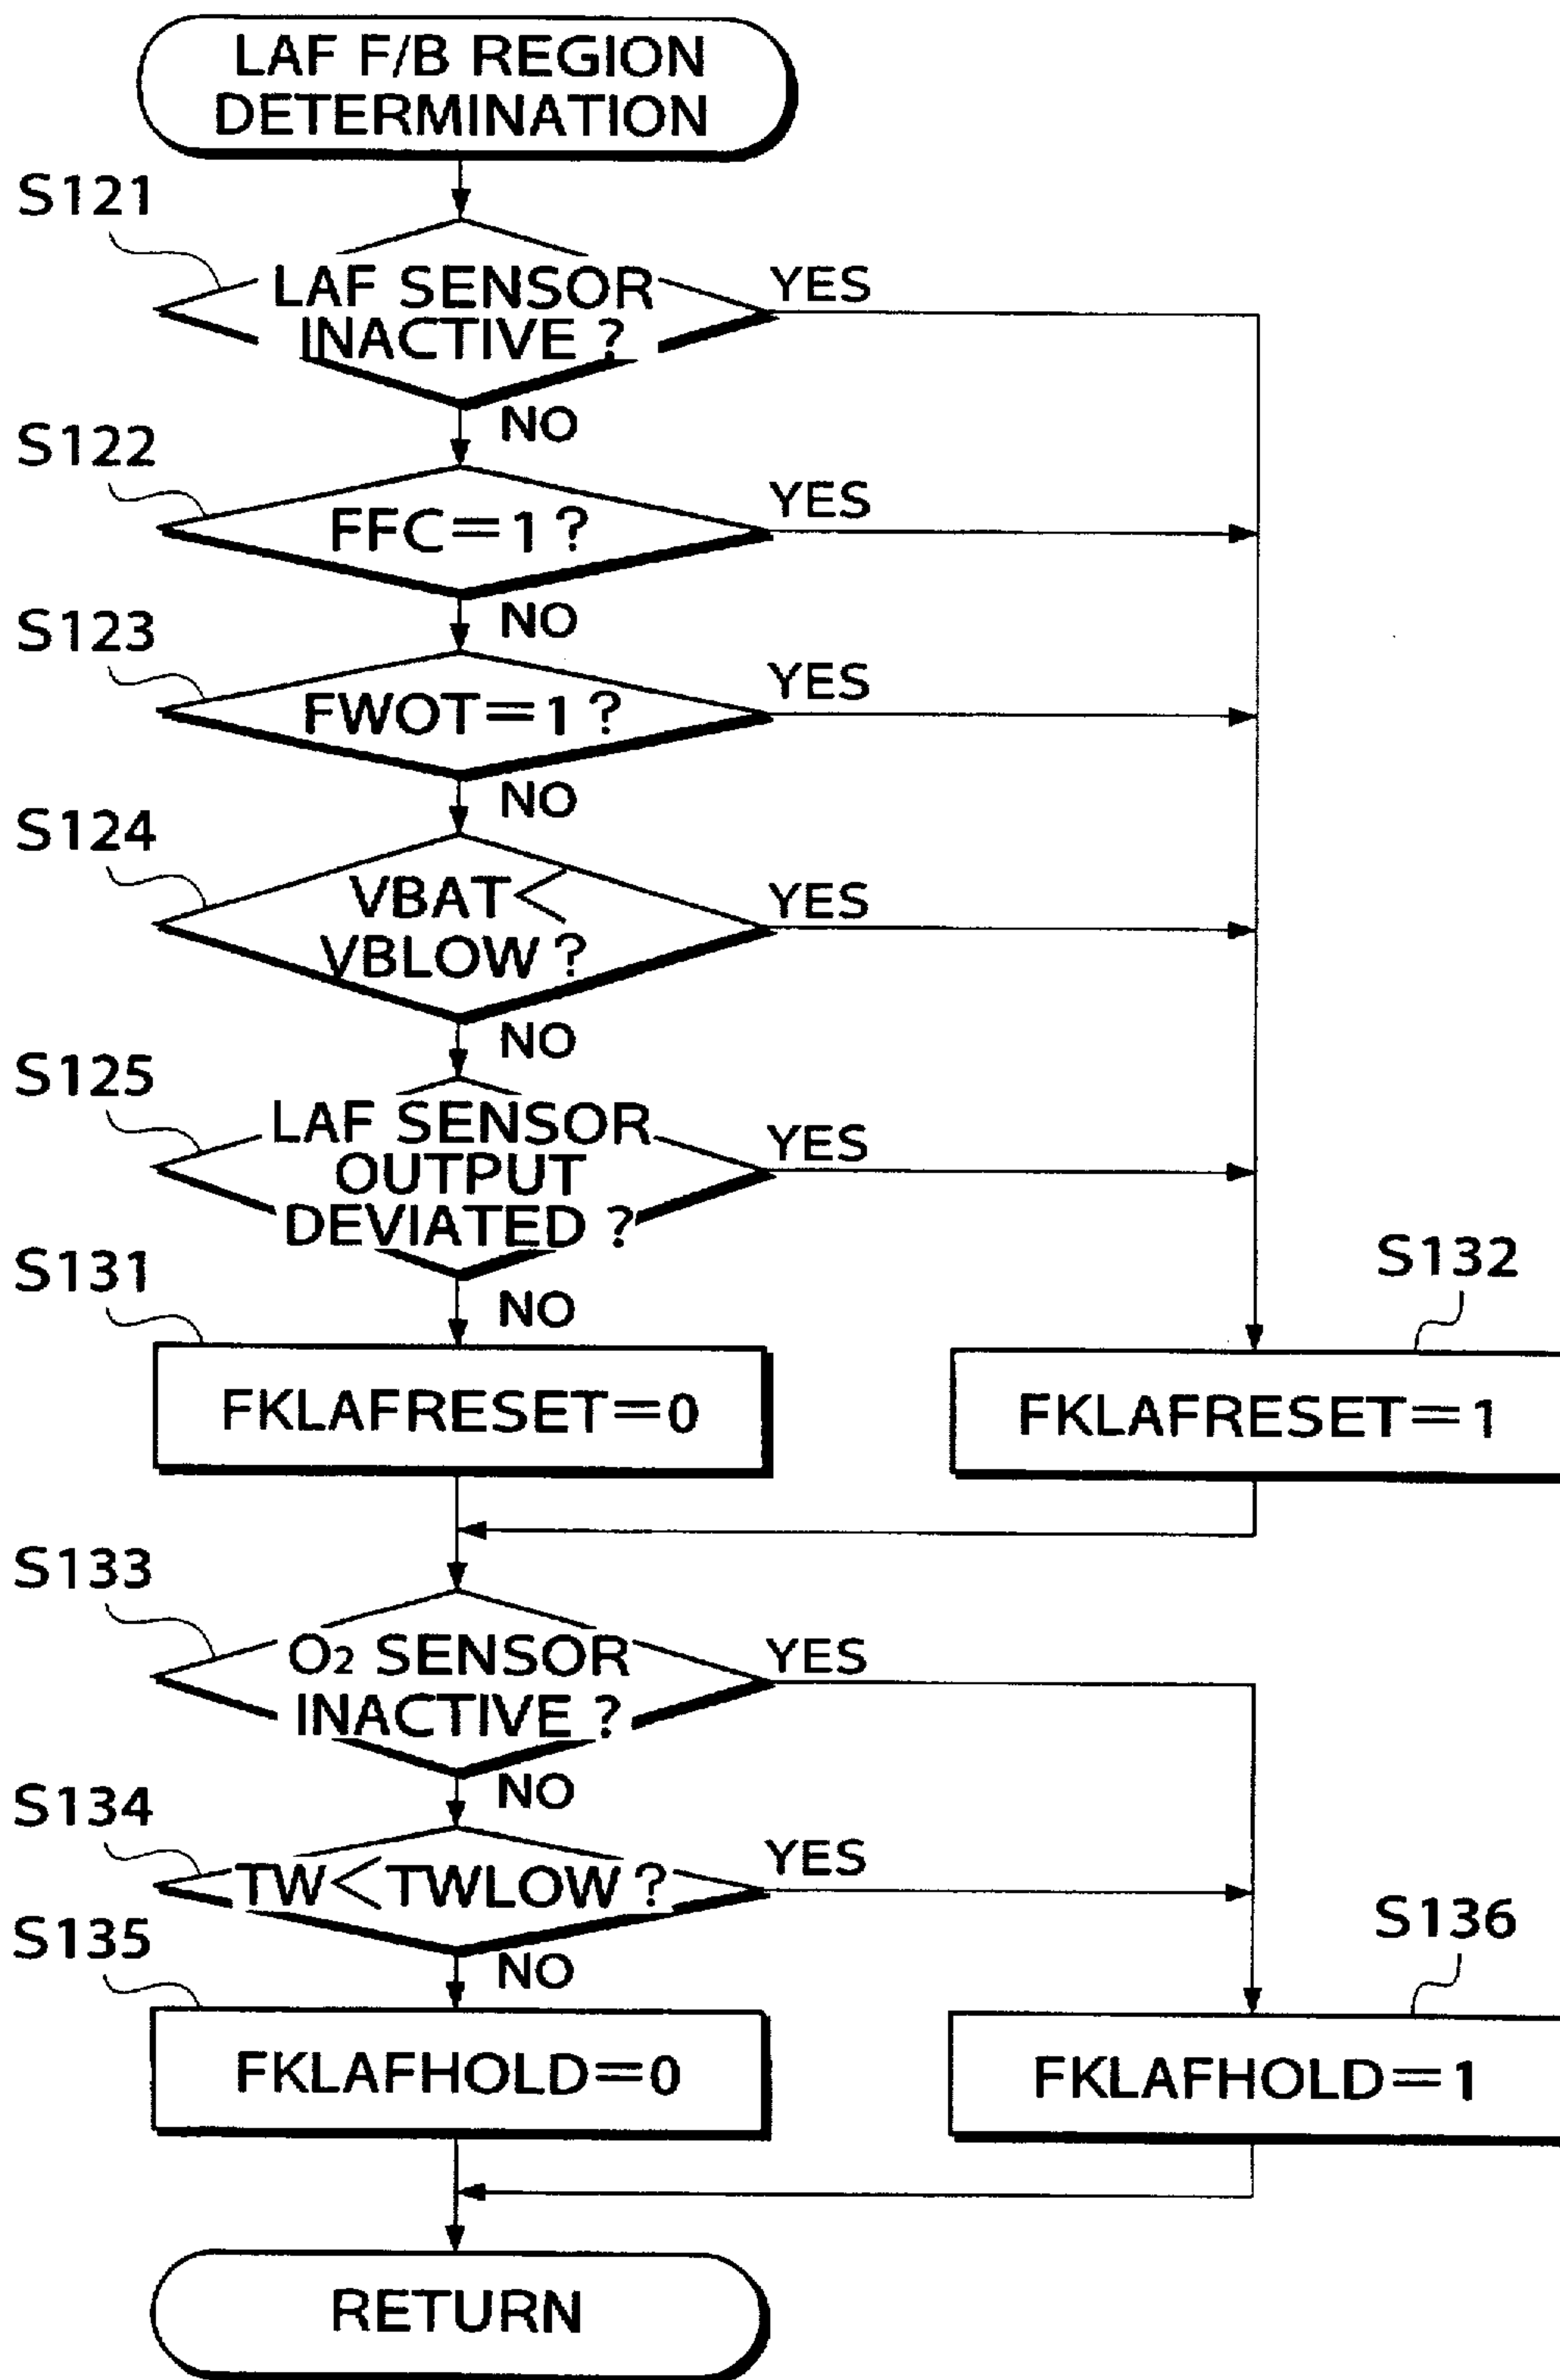 LAF F/B REGION
DETERMINATION
S121
LAF SENSOR
INACTIVE ?
YES
NO
S122
FFC=1 ?
YES
NO
S123
FWOT=1 ?
YES
NO
S124
VBAT<
VBLOW ?
YES
NO
S125
LAF SENSOR
OUTPUT
DEVIATED ?
YES
NO
S131
FKLAFRESET=0
S132
FKLAFRESET=1
S133
O2 SENSOR
INACTIVE ?
YES
NO
S134
TW<TWLOW ?
YES
NO
S135
FKLAFHOLD=0
S136
FKLAFHOLD=1
RETURN